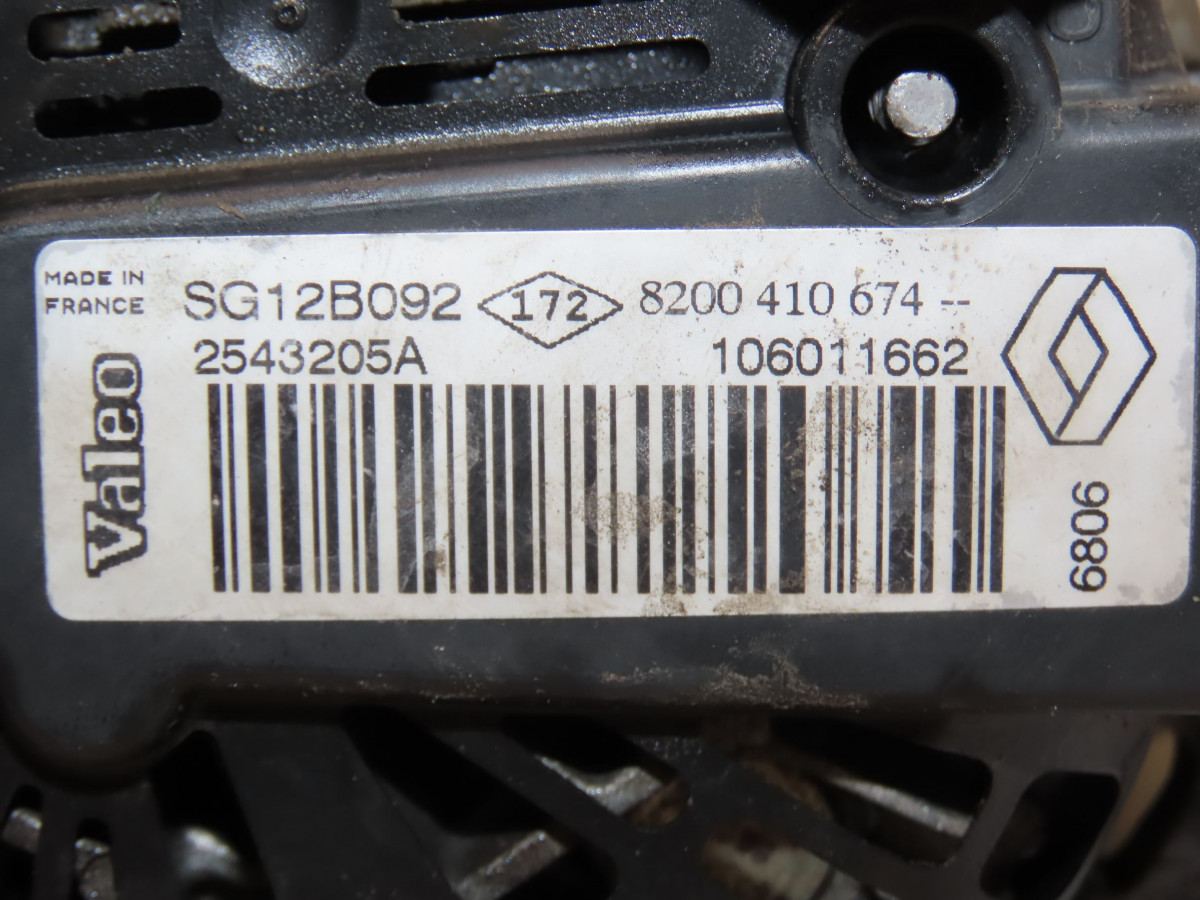 MADE IN
FRANCE
SG12B092 172 8200 410 674 --
2543205A 106011662
Valeo
6806